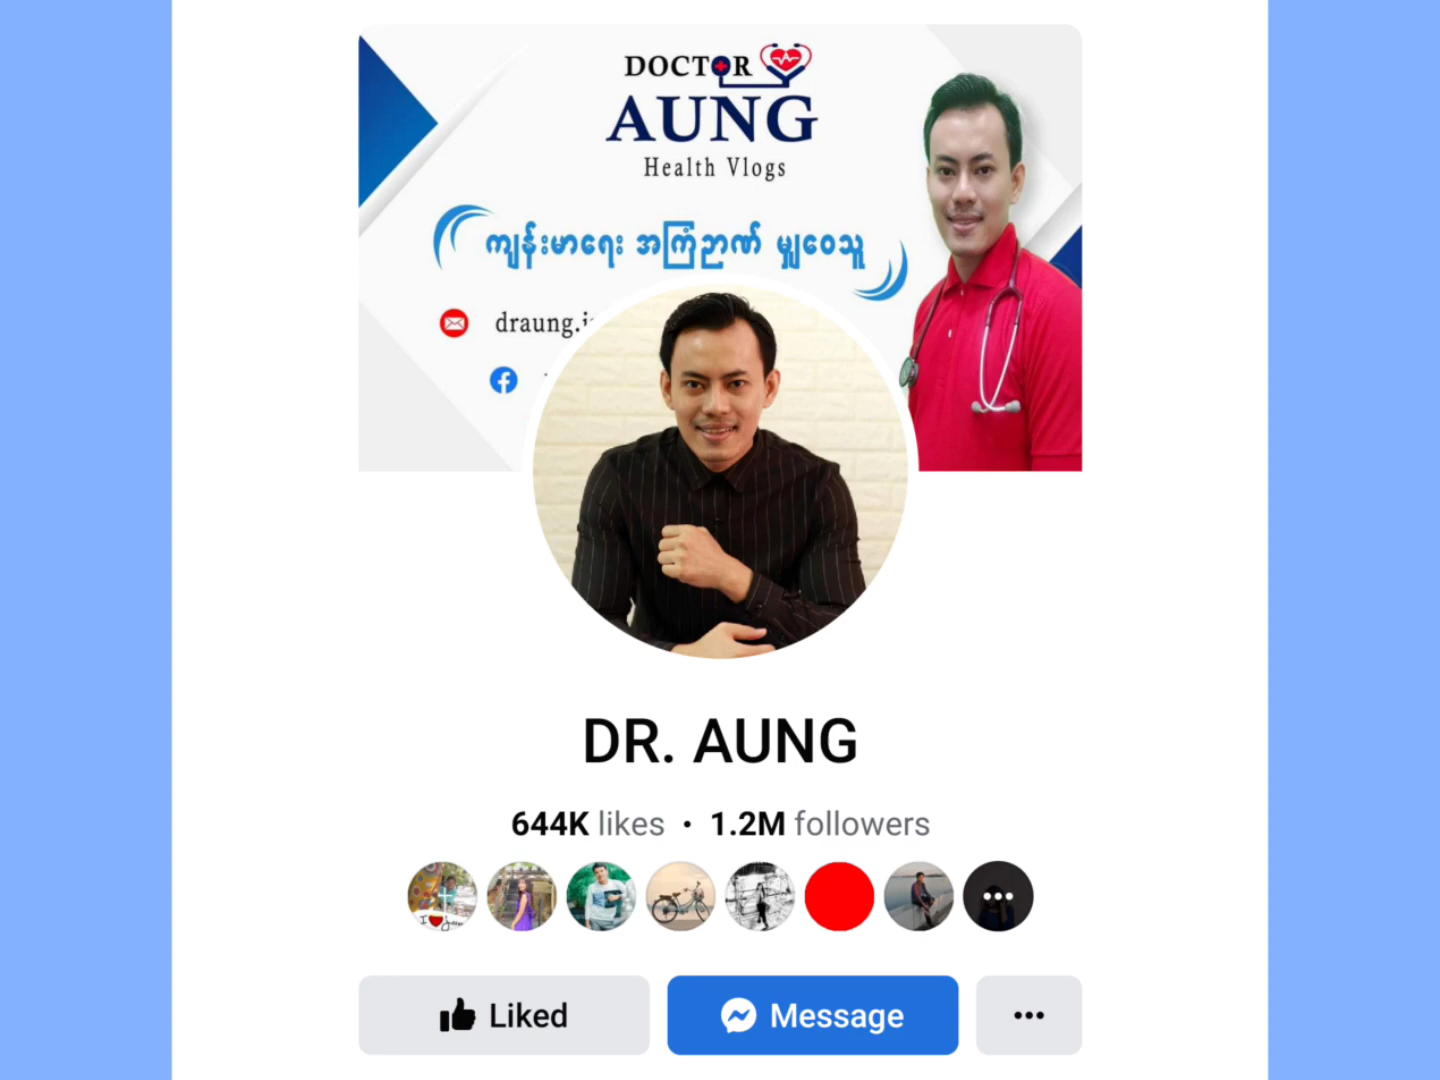 DOCTOR
AUNG
Health Vlogs
ကျန်းမာရေး အကြံဉာဏ် မျှဝေသူ
draung.i
DR. AUNG
644K likes • 1.2M followers
I
Liked
Message